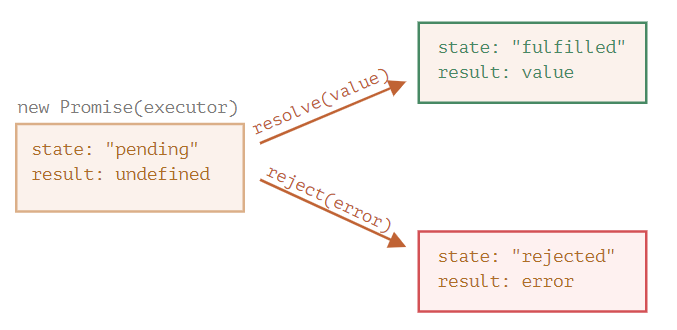 new Promise(executor)
state: "pending"
result: undefined
resolve(value)
reject(error)
state: "fulfilled"
result: value
state: "rejected"
result: error